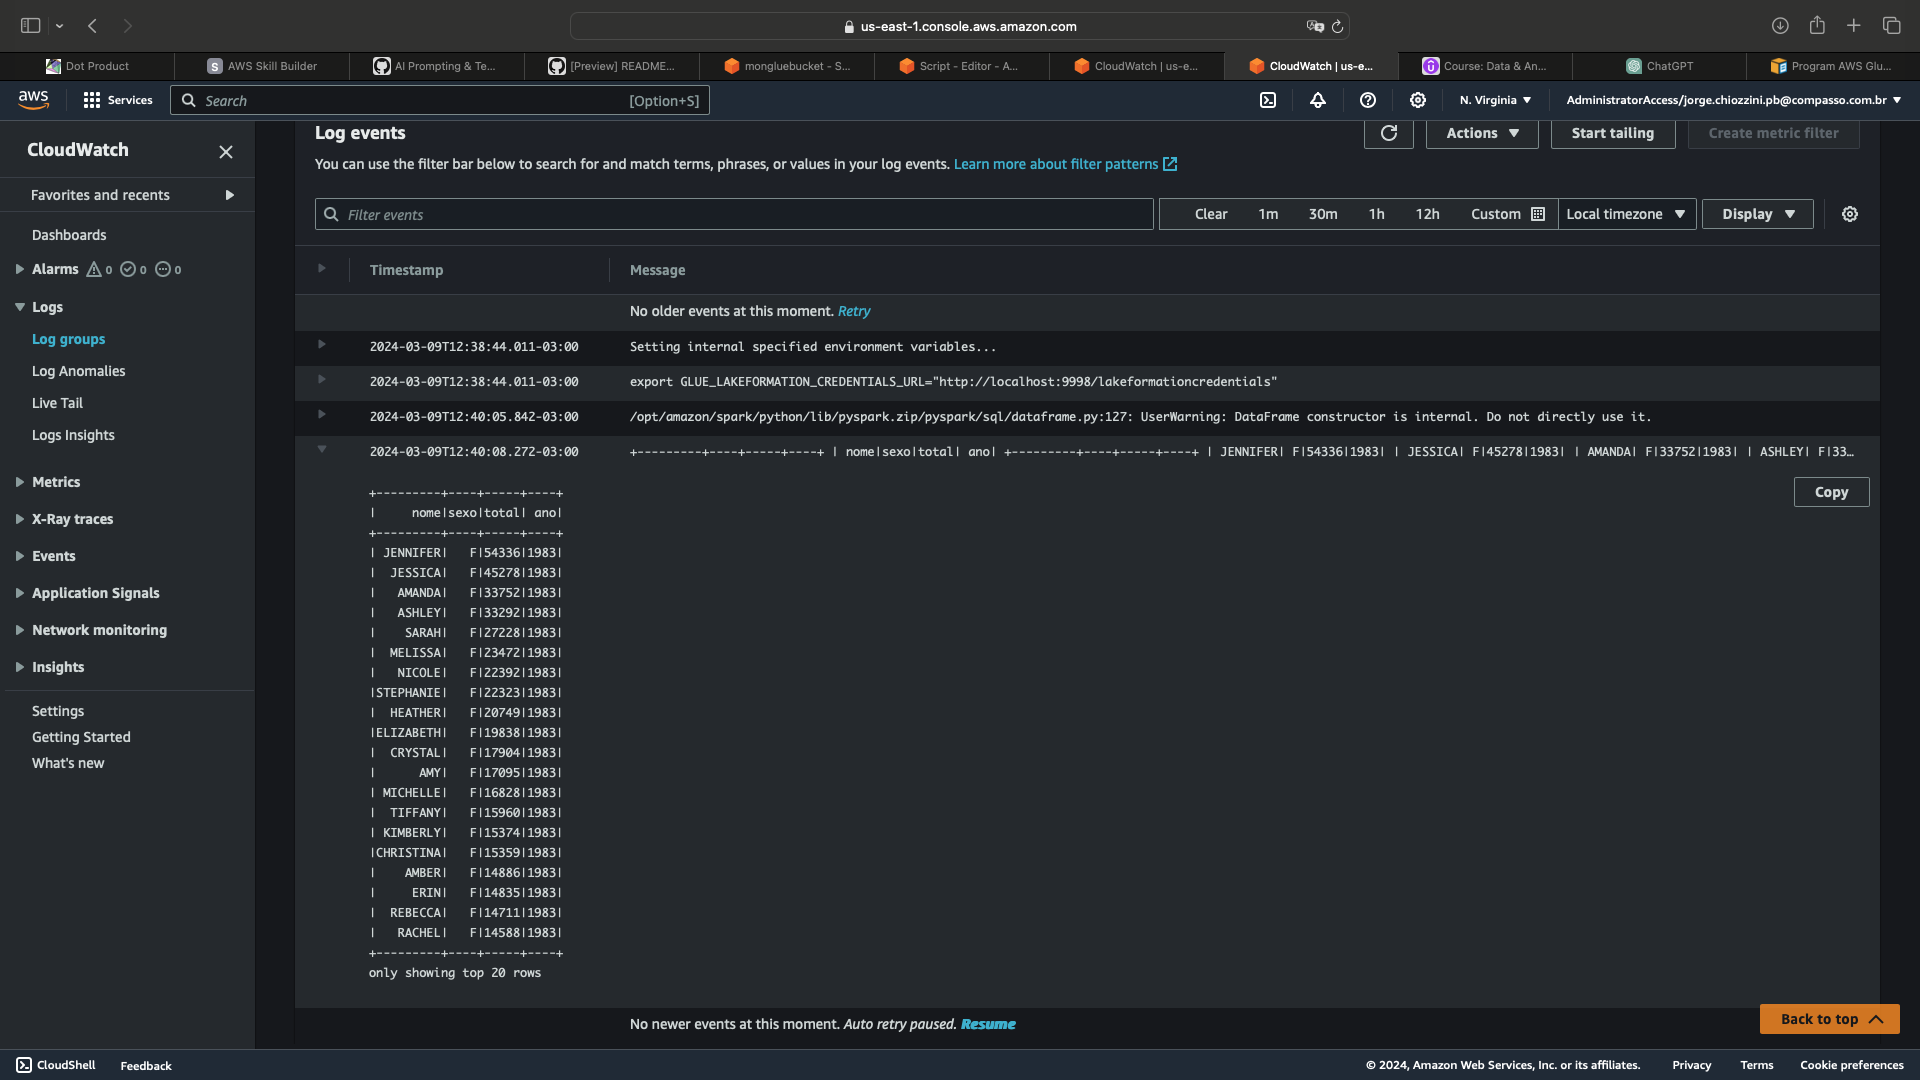 us-east-1.console.aws.amazon.com
Dot Product
AWS Skill Builder
AI Prompting & Te...
[Preview] README...
mongluebucket - S...
Script - Editor - A...
CloudWatch | us-e...
CloudWatch | us-e...
Course: Data & An...
ChatGPT
Program AWS Glu...
aws
Services
Search
[Option+S]
N. Virginia
AdministratorAccess/jorge.chiozzini.pb@compasso.com.br
CloudWatch
Favorites and recents
Dashboards
Alarms 0 0 0
Logs
Log groups
Log Anomalies
Live Tail
Logs Insights
Metrics
X-Ray traces
Events
Application Signals
Network monitoring
Insights
Settings
Getting Started
What's new
Log events
Actions
Start tailing
Create metric filter
You can use the filter bar below to search for and match terms, phrases, or values in your log events. Learn more about filter patterns
Filter events
Clear 1m 30m 1h 12h Custom
Local timezone
Display
Timestamp Message
No older events at this moment. Retry
2024-03-09T12:38:44.011-03:00 Setting internal specified environment variables...
2024-03-09T12:38:44.011-03:00 export GLUE_LAKEFORMATION_CREDENTIALS_URL="http://localhost:9998/lakeformationcredentials"
2024-03-09T12:40:05.842-03:00 /opt/amazon/spark/python/lib/pyspark.zip/pyspark/sql/dataframe.py:127: UserWarning: DataFrame constructor is internal. Do not directly use it.
2024-03-09T12:40:08.272-03:00 +---------+----+-----+----+ | nome|sexo|total| ano| +---------+----+-----+----+ | JENNIFER| F|54336|1983| | JESSICA| F|45278|1983| | AMANDA| F|33752|1983| | ASHLEY| F|33...
Copy
+---------+----+-----+----+
|     nome|sexo|total| ano|
+---------+----+-----+----+
| JENNIFER|   F|54336|1983|
|  JESSICA|   F|45278|1983|
|   AMANDA|   F|33752|1983|
|   ASHLEY|   F|33292|1983|
|    SARAH|   F|27228|1983|
|  MELISSA|   F|23472|1983|
|   NICOLE|   F|22392|1983|
|STEPHANIE|   F|22323|1983|
|  HEATHER|   F|20749|1983|
|ELIZABETH|   F|19838|1983|
|  CRYSTAL|   F|17904|1983|
|      AMY|   F|17095|1983|
| MICHELLE|   F|16828|1983|
|  TIFFANY|   F|15960|1983|
| KIMBERLY|   F|15374|1983|
|CHRISTINA|   F|15359|1983|
|    AMBER|   F|14886|1983|
|     ERIN|   F|14835|1983|
|  REBECCA|   F|14711|1983|
|   RACHEL|   F|14588|1983|
+---------+----+-----+----+
only showing top 20 rows
No newer events at this moment. Auto retry paused. Resume
Back to top
CloudShell
Feedback
© 2024, Amazon Web Services, Inc. or its affiliates.
Privacy
Terms
Cookie preferences